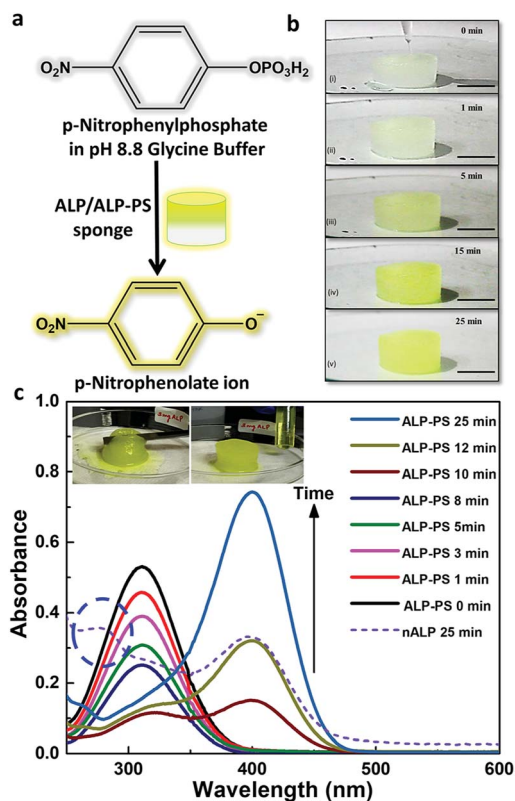 a
O₂N
OPO₃H₂
p-Nitrophenylphosphate
in pH 8.8 Glycine Buffer
ALP/ALP-PS
sponge
O₂N
O⁻
p-Nitrophenolate ion
b
0 min
(i)
1 min
(ii)
5 min
(iii)
15 min
(iv)
25 min
(v)
c
Absorbance
1.0
0.8
0.6
0.4
0.2
0.0
300
400
500
600
Wavelength (nm)
3mg ALP
3mg ALP
Time
ALP-PS 25 min
ALP-PS 12 min
ALP-PS 10 min
ALP-PS 8 min
ALP-PS 5min
ALP-PS 3 min
ALP-PS 1 min
ALP-PS 0 min
nALP 25 min